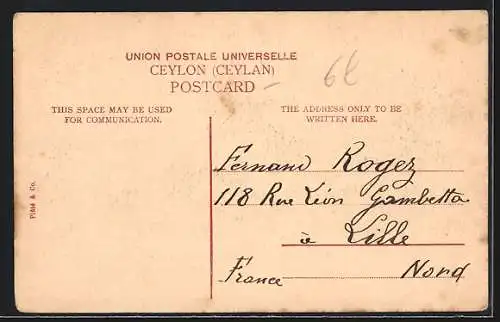 UNION POSTALE UNIVERSELLE
CEYLON (CEYLAN)
POSTCARD
6€
THIS SPACE MAY BE USED
FOR COMMUNICATION.
THE ADDRESS ONLY TO BE
WRITTEN HERE.
Plâté & Co.
Fernand Rogez
118 Rue Léon Gambetta
à Lille
France Nord